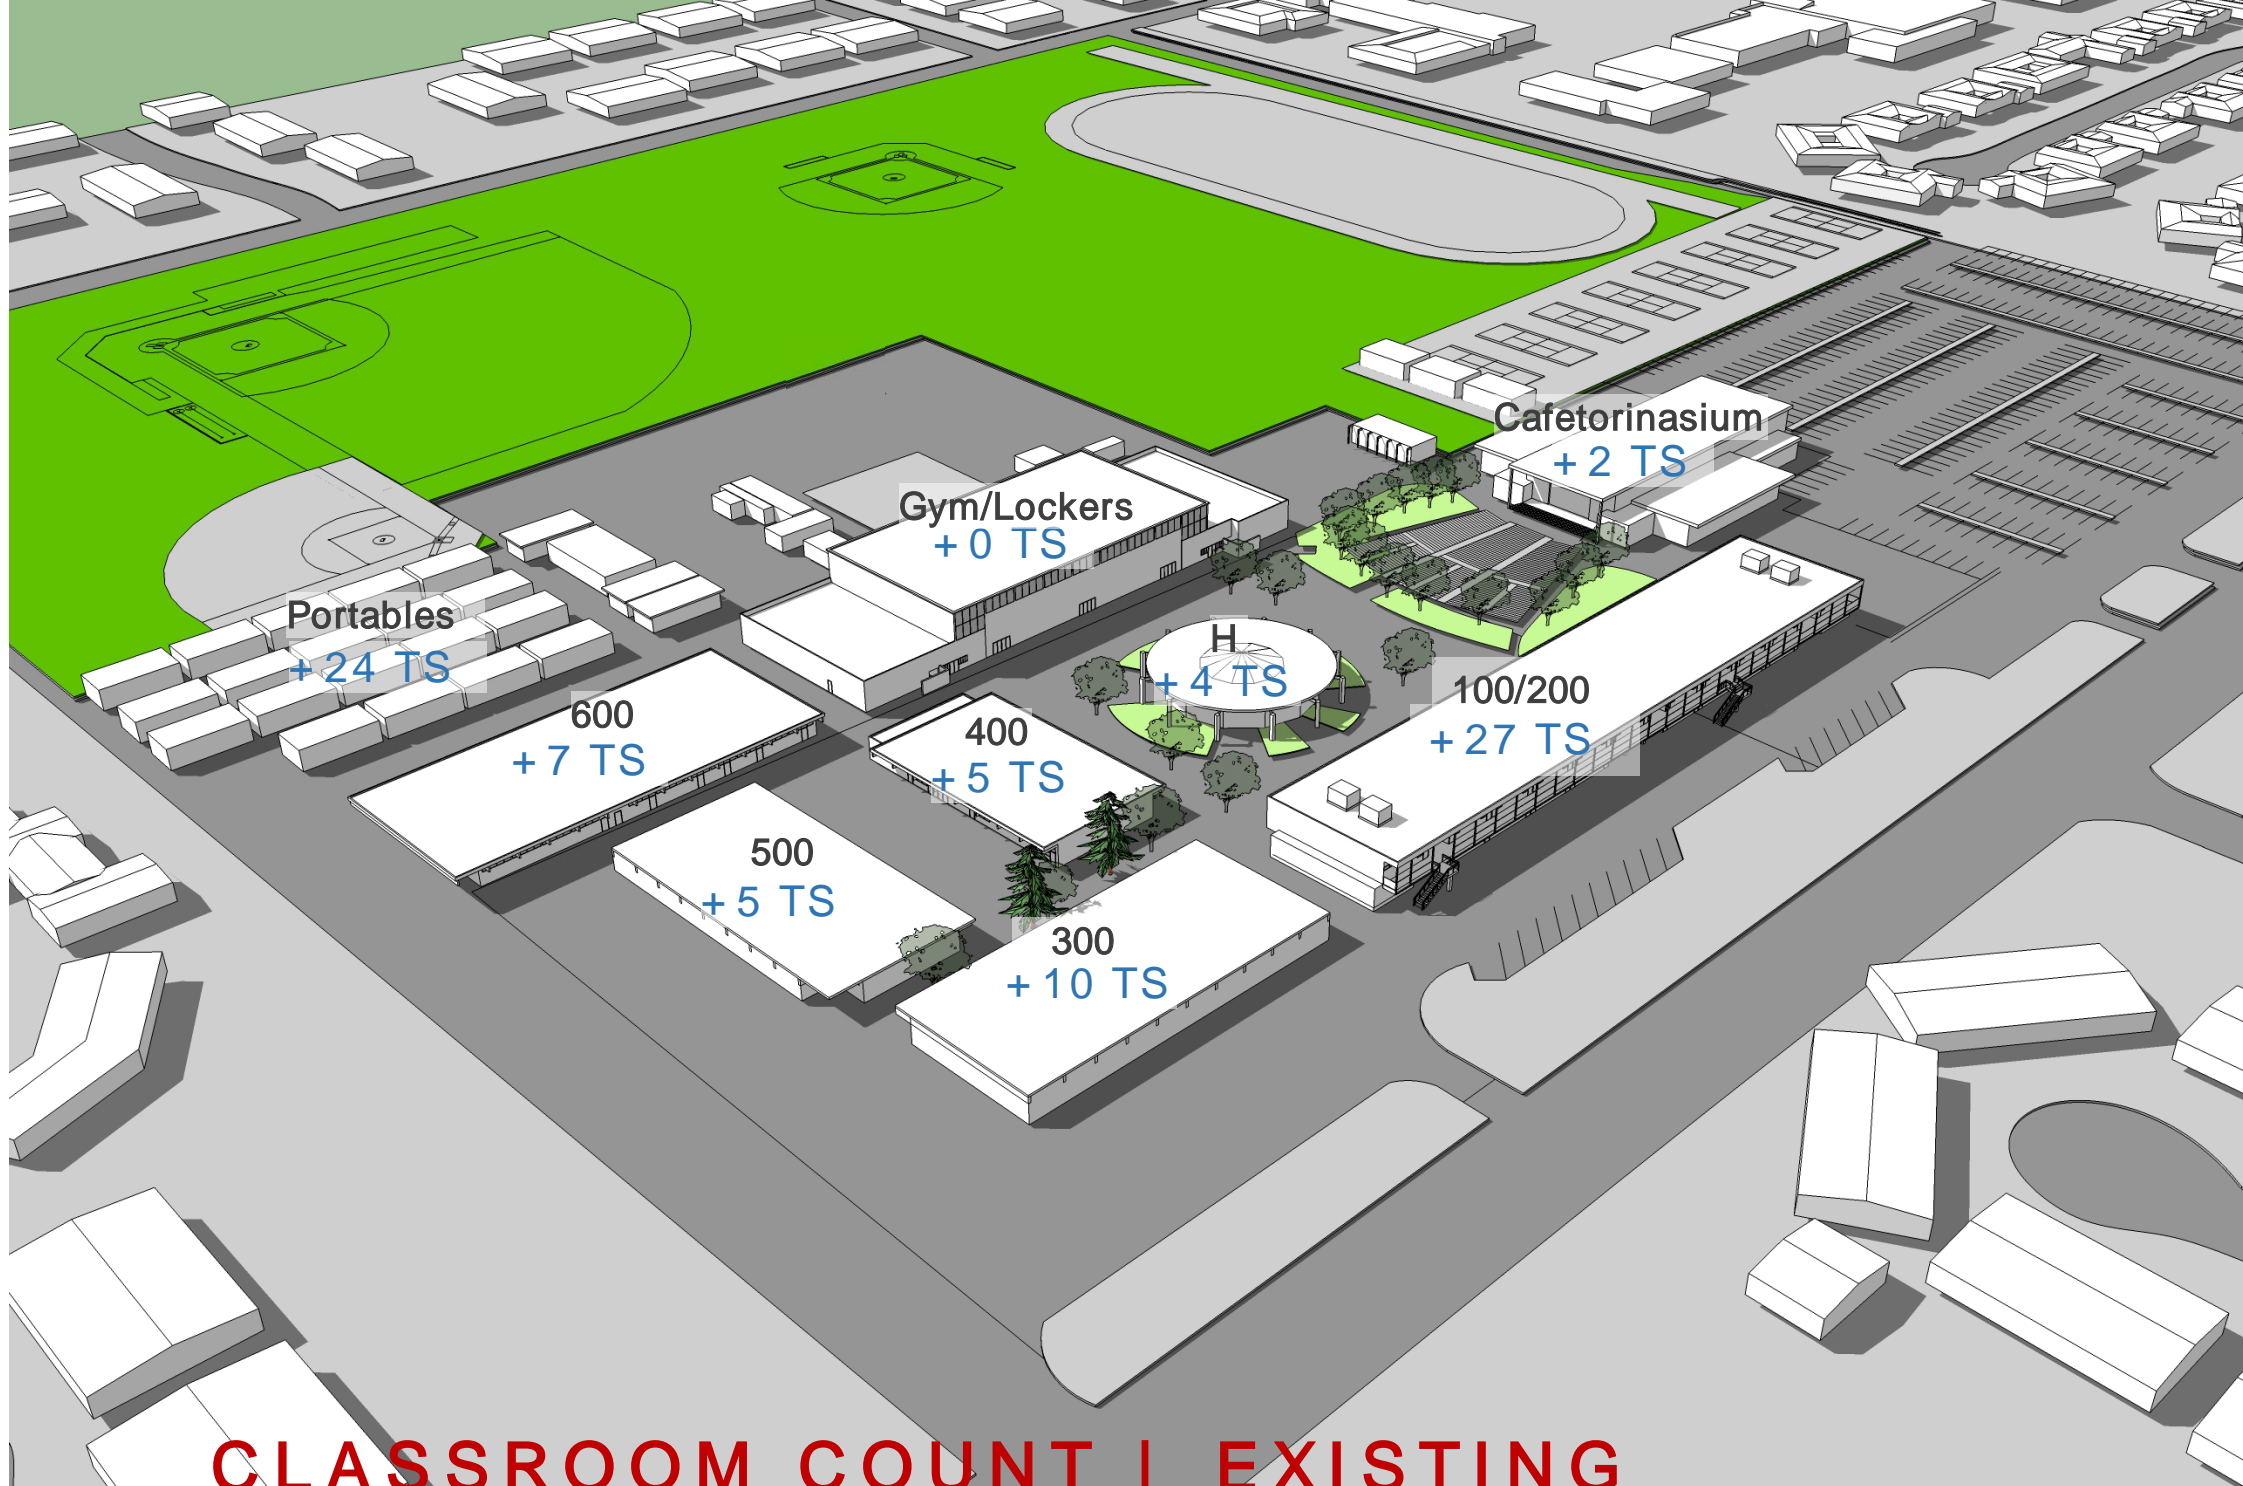 Cafetorinasium
+2 TS
Gym/Lockers
+0 TS
Portables
+24 TS
H
+4 TS
100/200
+27 TS
600
+7 TS
400
+5 TS
500
+5 TS
300
+10 TS
CLASSROOM COUNT | EXISTING